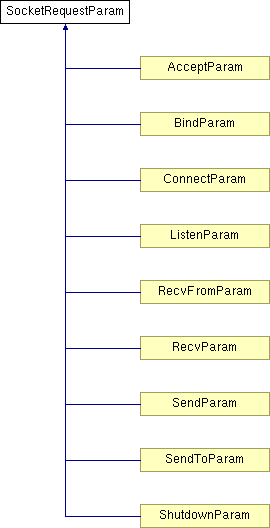 SocketRequestParam
AcceptParam
BindParam
ConnectParam
ListenParam
RecvFromParam
RecvParam
SendParam
SendToParam
ShutdownParam